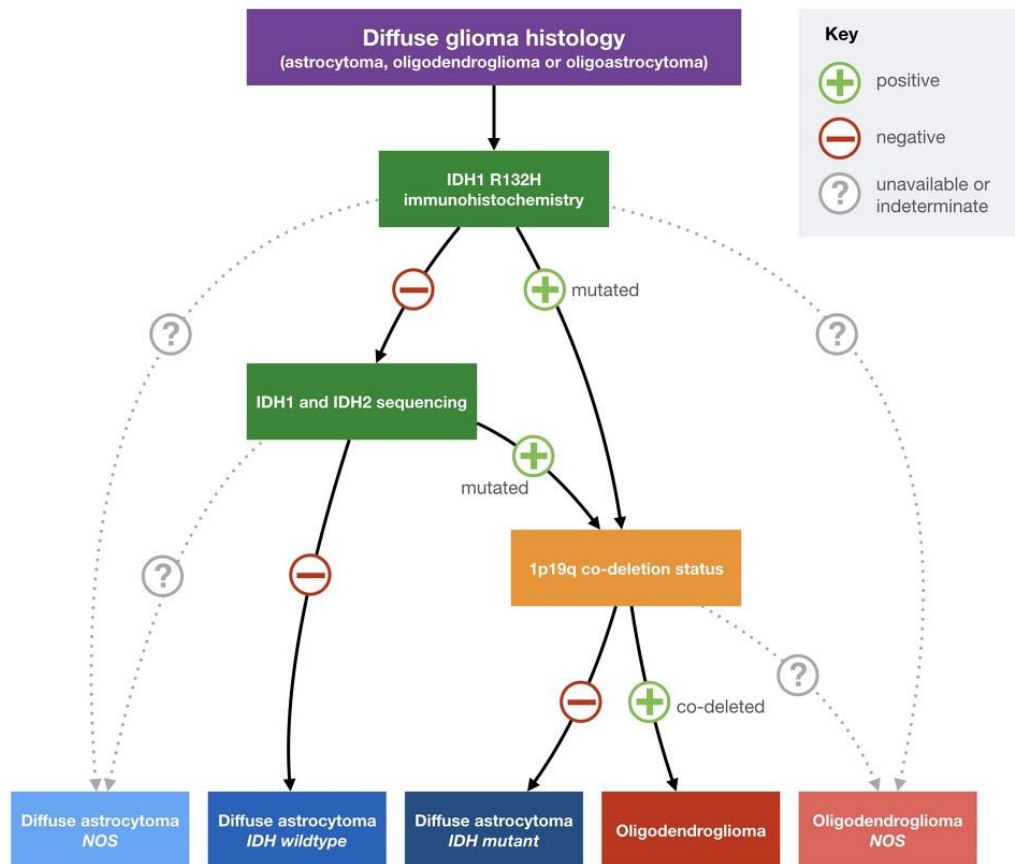 Diffuse glioma histology
(astrocytoma, oligodendroglioma or oligoastrocytoma)
Key
positive
negative
? unavailable or
indeterminate
IDH1 R132H
immunohistochemistry
mutated
?
?
IDH1 and IDH2 sequencing
mutated
?
1p19q co-deletion status
?
co-deleted
Diffuse astrocytoma
NOS
Diffuse astrocytoma
IDH wildtype
Diffuse astrocytoma
IDH mutant
Oligodendroglioma
Oligodendroglioma
NOS